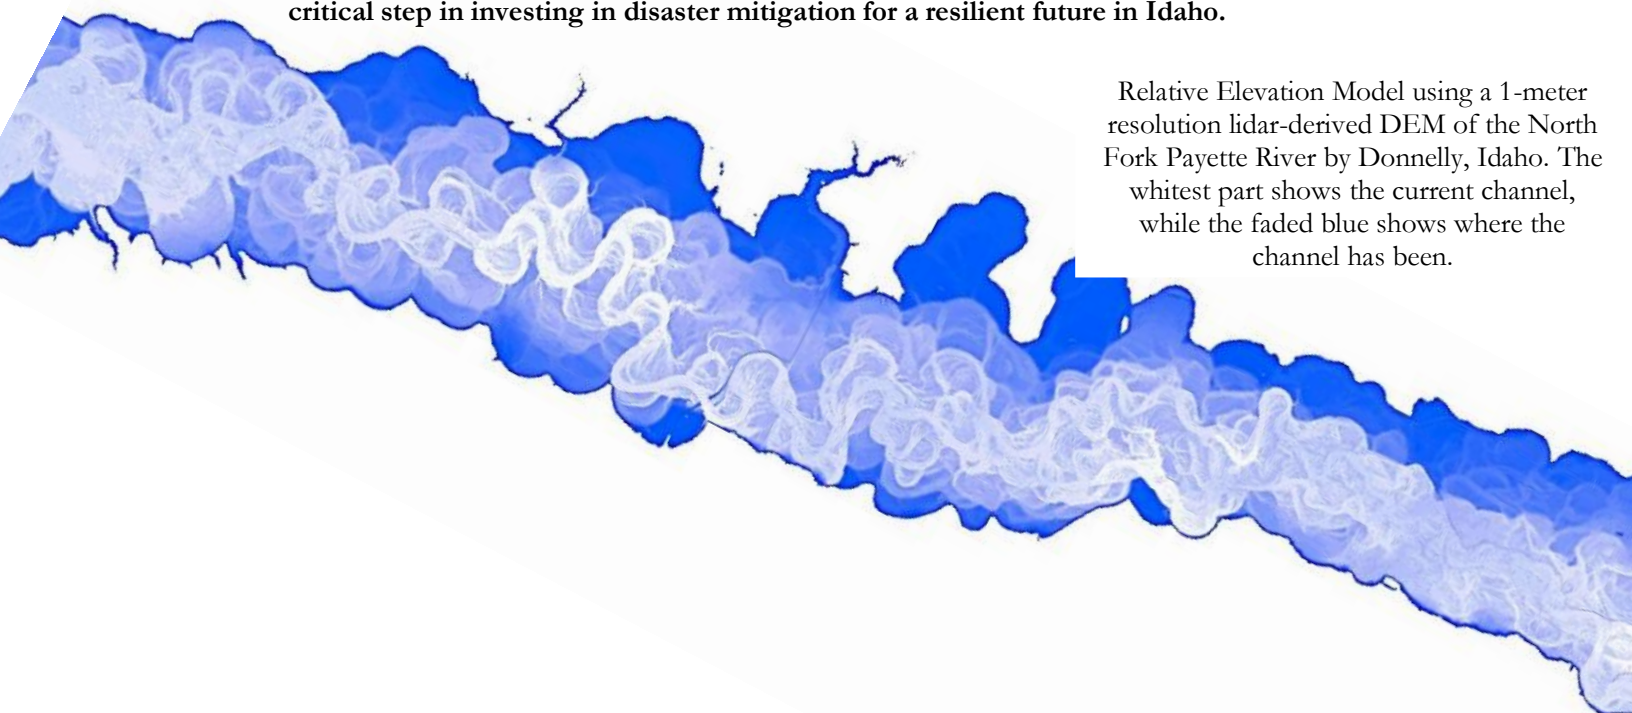 critical step in investing in disaster mitigation for a resilient future in Idaho.
Relative Elevation Model using a 1-meter
resolution lidar-derived DEM of the North
Fork Payette River by Donnelly, Idaho. The
whitest part shows the current channel,
while the faded blue shows where the
channel has been.